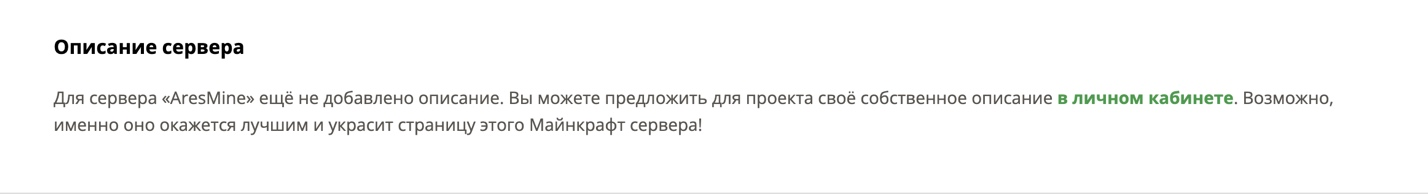 Описание сервера
Для сервера «AresMine» ещё не добавлено описание. Вы можете предложить для проекта своё собственное описание в личном кабинете. Возможно,
именно оно окажется лучшим и украсит страницу этого Майнкрафт сервера!